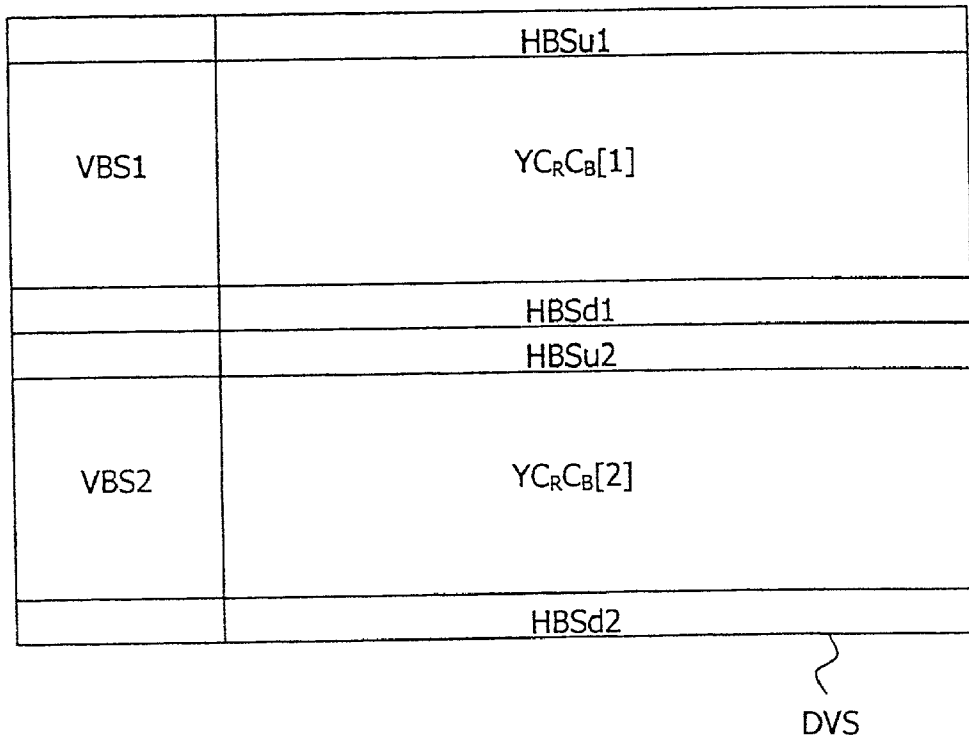 HBSu1
VBS1 YCRCB[1]
HBSd1
HBSu2
VBS2 YCRCB[2]
HBSd2
DVS